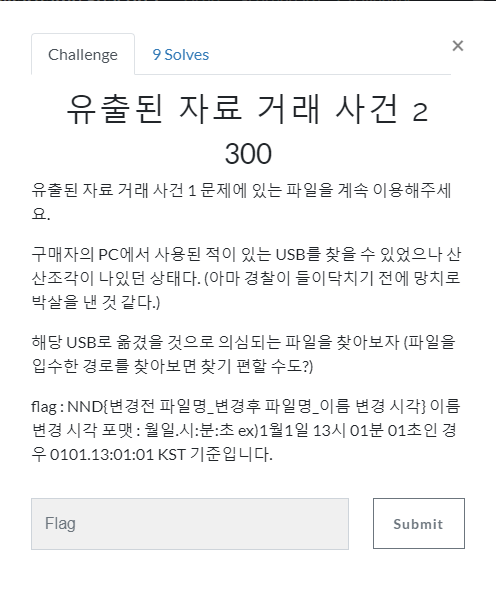 Challenge
9 Solves
×
유출된 자료 거래 사건 2
300
유출된 자료 거래 사건 1 문제에 있는 파일을 계속 이용해주세
요.
구매자의 PC에서 사용된 적이 있는 USB를 찾을 수 있었으나 산
산조각이 나있던 상태다. (아마 경찰이 들이닥치기 전에 망치로
박살을 낸 것 같다.)
해당 USB로 옮겼을 것으로 의심되는 파일을 찾아보자 (파일을
입수한 경로를 찾아보면 찾기 편할 수도?)
flag : NND{변경전 파일명_변경후 파일명_이름 변경 시각} 이름
변경 시각 포맷 : 월일.시:분:초 ex)1월1일 13시 01분 01초인 경
우 0101.13:01:01 KST 기준입니다.
Flag
Submit